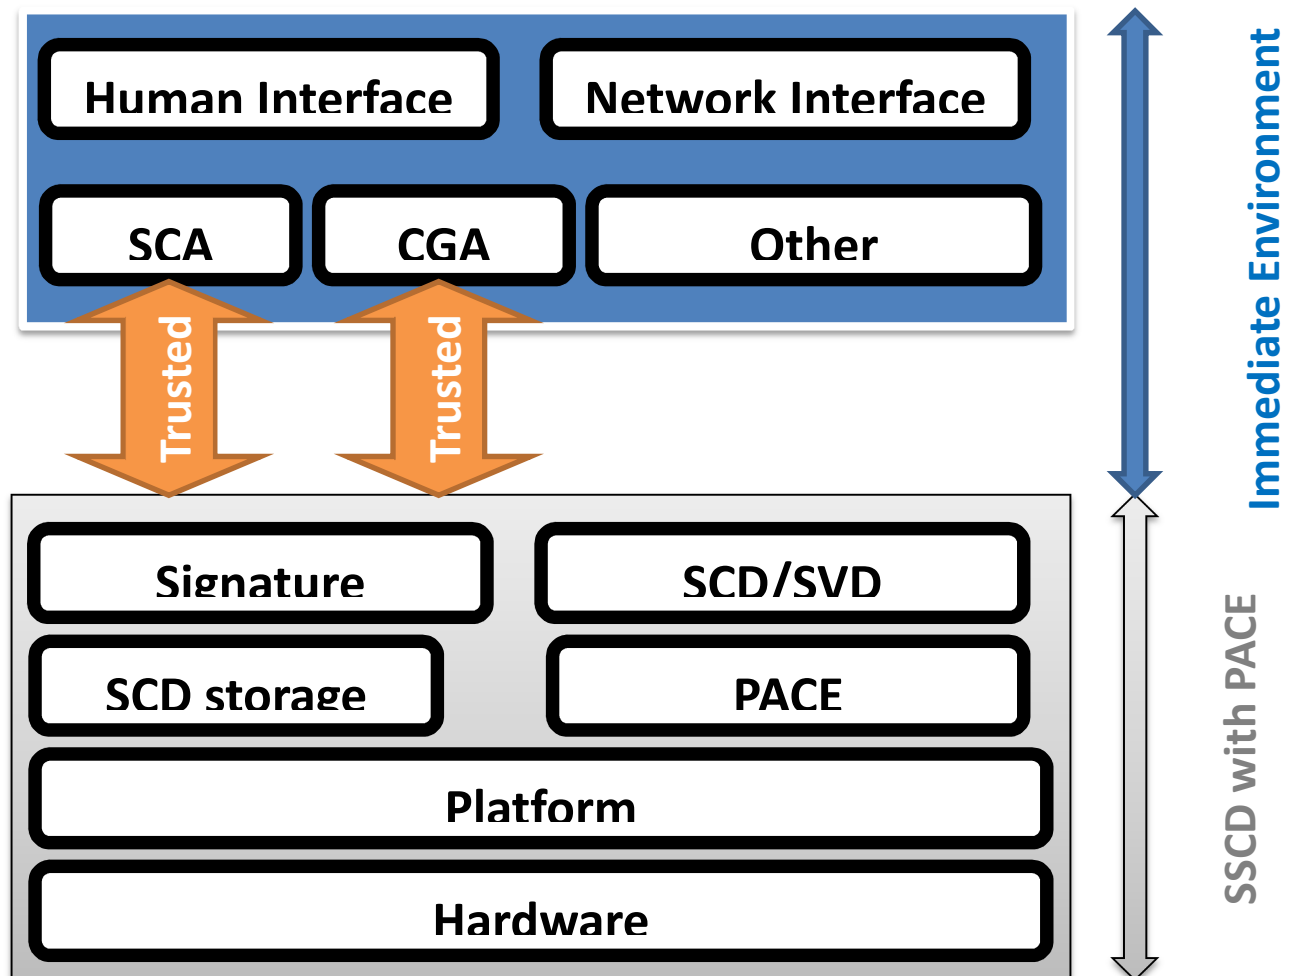 Human Interface
Network Interface
SCA
CGA
Other
Trusted
Trusted
Immediate Environment
Signature
SCD/SVD
SCD storage
PACE
Platform
Hardware
SSCD with PACE